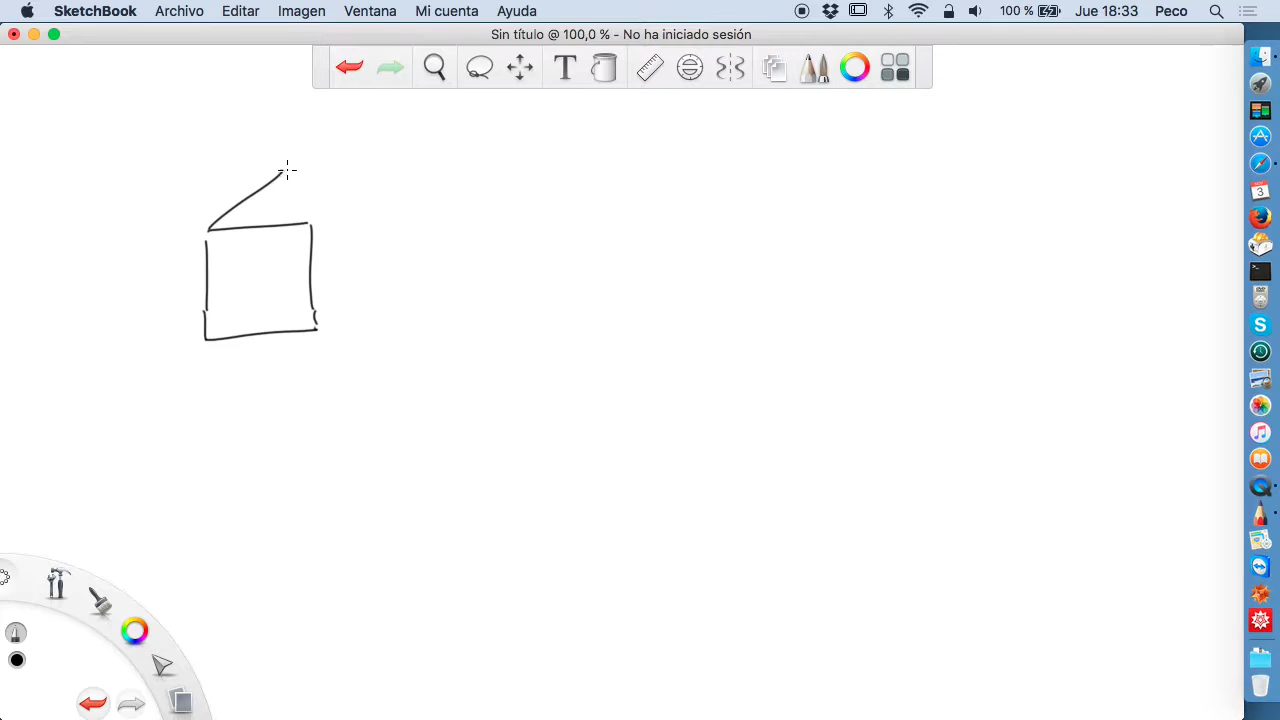 SketchBook Archivo Editar Imagen Ventana Mi cuenta Ayuda 100 % Jue 18:33 Peco
Sin título @ 100,0 % - No ha iniciado sesión
T
3